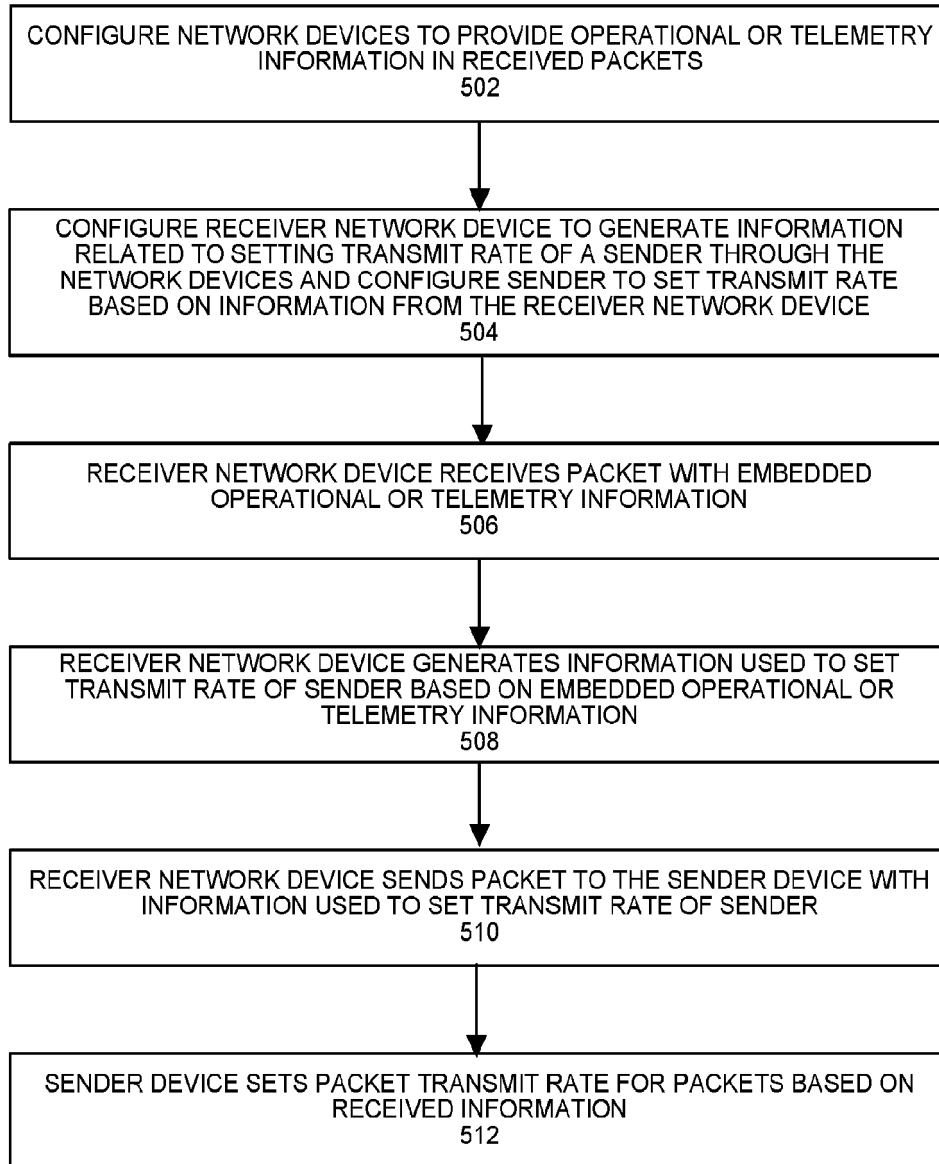 CONFIGURE NETWORK DEVICES TO PROVIDE OPERATIONAL OR TELEMETRY
INFORMATION IN RECEIVED PACKETS
502
CONFIGURE RECEIVER NETWORK DEVICE TO GENERATE INFORMATION
RELATED TO SETTING TRANSMIT RATE OF A SENDER THROUGH THE
NETWORK DEVICES AND CONFIGURE SENDER TO SET TRANSMIT RATE
BASED ON INFORMATION FROM THE RECEIVER NETWORK DEVICE
504
RECEIVER NETWORK DEVICE RECEIVES PACKET WITH EMBEDDED
OPERATIONAL OR TELEMETRY INFORMATION
506
RECEIVER NETWORK DEVICE GENERATES INFORMATION USED TO SET
TRANSMIT RATE OF SENDER BASED ON EMBEDDED OPERATIONAL OR
TELEMETRY INFORMATION
508
RECEIVER NETWORK DEVICE SENDS PACKET TO THE SENDER DEVICE WITH
INFORMATION USED TO SET TRANSMIT RATE OF SENDER
510
SENDER DEVICE SETS PACKET TRANSMIT RATE FOR PACKETS BASED ON
RECEIVED INFORMATION
512